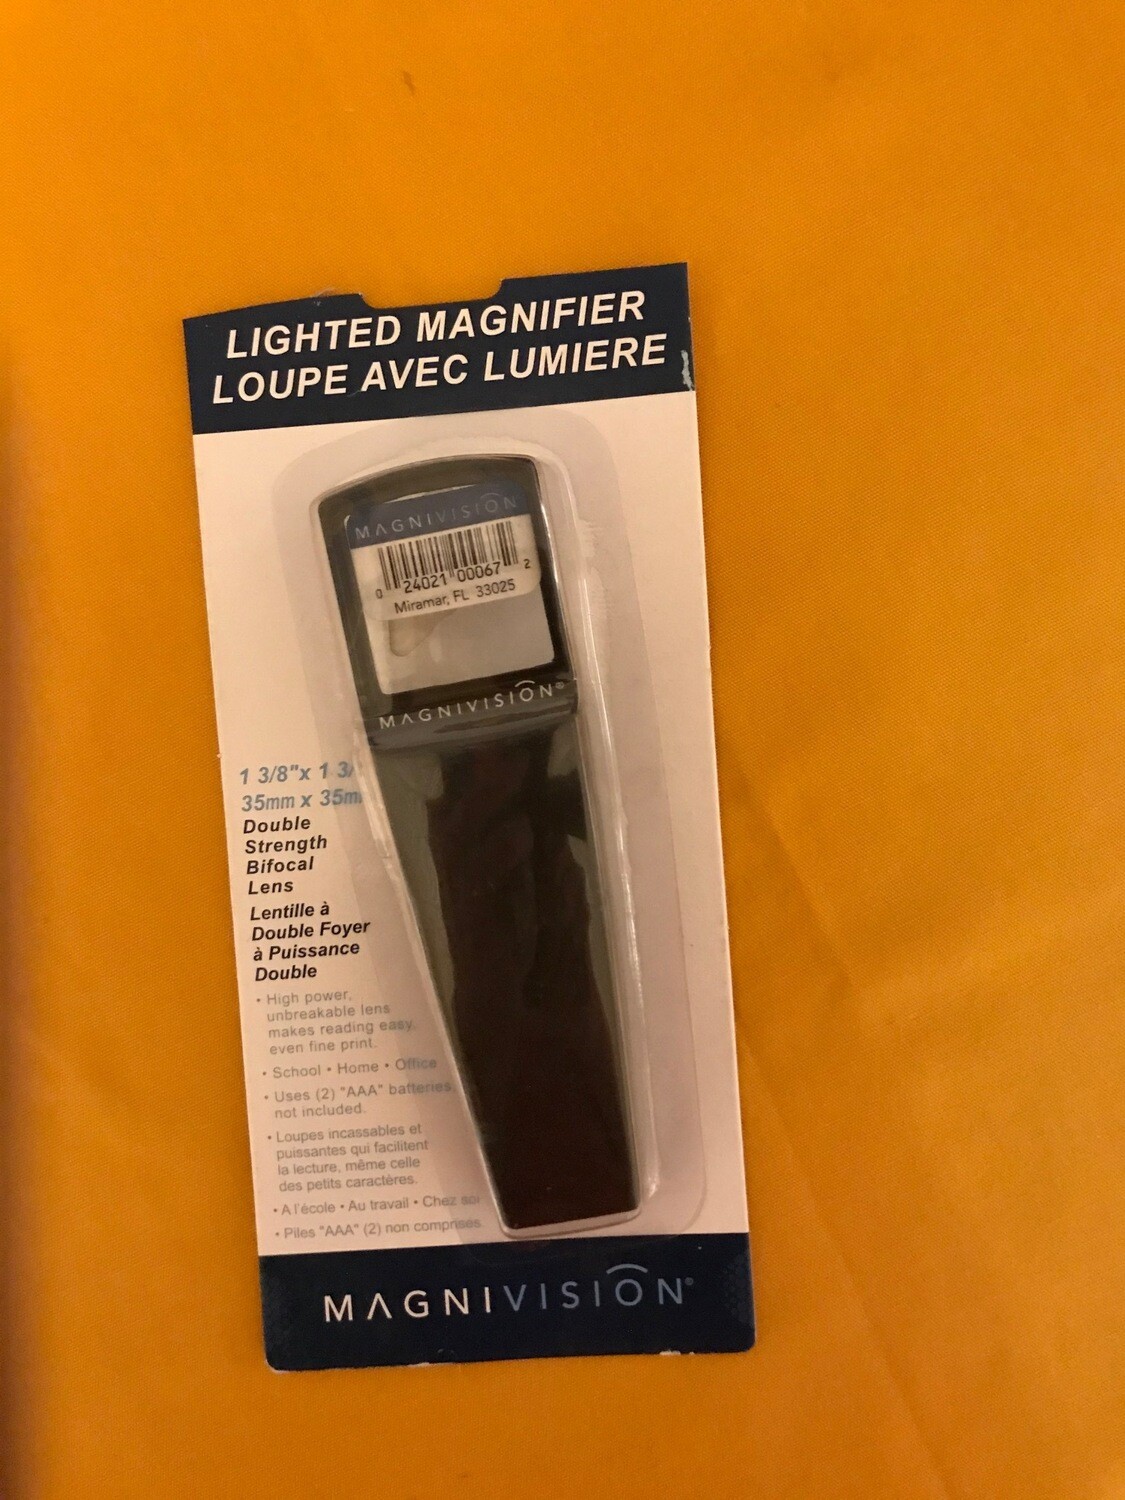 LIGHTED MAGNIFIER
LOUPE AVEC LUMIERE
MAGNIVISION
0 24021 00067 2
Miramar, FL 33025
MAGNIVISION®
1 3/8"x 1 3/
35mm x 35m
Double
Strength
Bifocal
Lens
Lentille à
Double Foyer
à Puissance
Double
• High power,
unbreakable lens
makes reading easy,
even fine print.
• School • Home • Office
• Uses (2) "AAA" batteries,
not included.
• Loupes incassables et
puissantes qui facilitent
la lecture, même celle
des petits caractères.
• A l'école • Au travail • Chez soi
• Piles "AAA" (2) non comprises
MAGNIVISION®